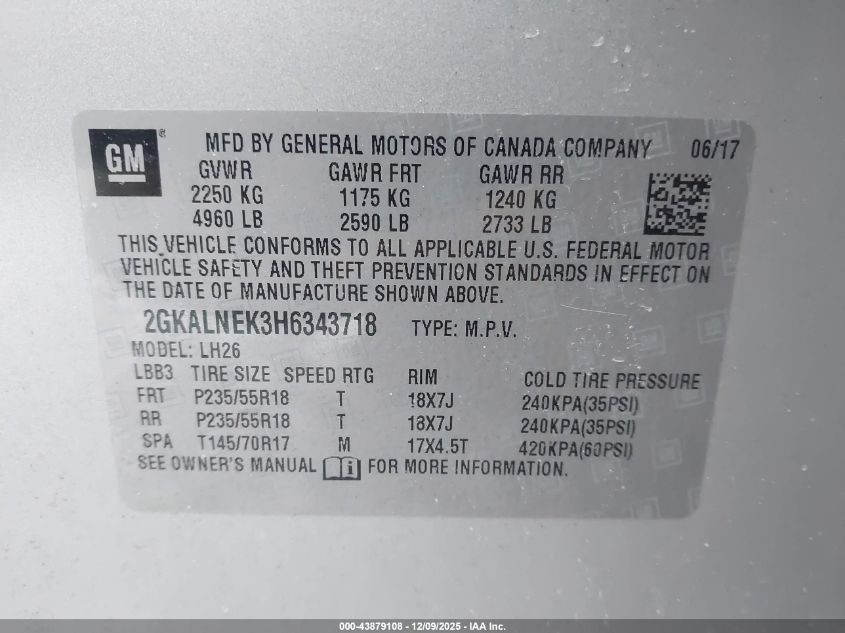 GM ® MFD BY GENERAL MOTORS OF CANADA COMPANY 06/17
GVWR GAWR FRT GAWR RR
2250 KG 1175 KG 1240 KG
4960 LB 2590 LB 2733 LB
THIS VEHICLE CONFORMS TO ALL APPLICABLE U.S. FEDERAL MOTOR
VEHICLE SAFETY AND THEFT PREVENTION STANDARDS IN EFFECT ON
THE DATE OF MANUFACTURE SHOWN ABOVE.
2GKALNEK3H6343718 TYPE: M.P.V.
MODEL: LH26
LBB3 TIRE SIZE SPEED RTG RIM COLD TIRE PRESSURE
FRT P235/55R18 T 18X7J 240KPA(35PSI)
RR P235/55R18 T 18X7J 240KPA(35PSI)
SPA T145/70R17 M 17X4.5T 420KPA(60PSI)
SEE OWNER'S MANUAL FOR MORE INFORMATION.
000-43879108 - 12/09/2025 - IAA Inc.